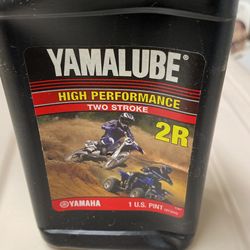 YAMALUBE®
HIGH PERFORMANCE
TWO STROKE
2R
YAMAHA
1 U.S. PINT